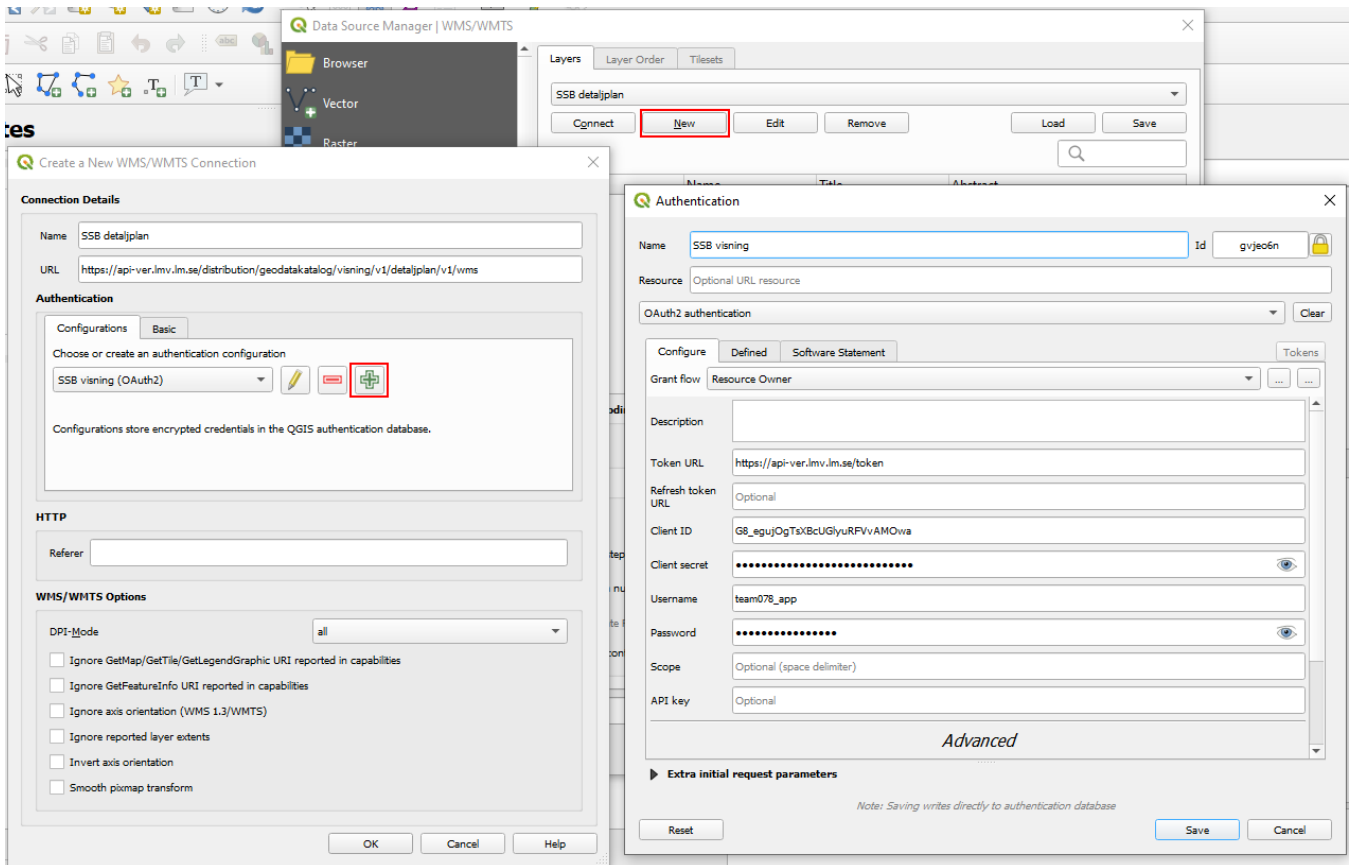 Data Source Manager | WMS/WMTS
abc
T
T
Browser
Vector
Raster
tes
Layers Layer Order Tilesets
SSB detaljplan
Connect New Edit Remove Load Save
Name Title Abstract
Create a New WMS/WMTS Connection
Connection Details
Name SSB detaljplan
URL https://api-ver.lmv.lm.se/distribution/geodatakatalog/visning/v1/detaljplan/v1/wms
Authentication
Configurations Basic
Choose or create an authentication configuration
SSB visning (OAuth2)
Configurations store encrypted credentials in the QGIS authentication database.
HTTP
Referer
WMS/WMTS Options
DPI-Mode all
Ignore GetMap/GetTile/GetLegendGraphic URI reported in capabilities
Ignore GetFeatureInfo URI reported in capabilities
Ignore axis orientation (WMS 1.3/WMTS)
Ignore reported layer extents
Invert axis orientation
Smooth pixmap transform
OK Cancel Help
Authentication
Name SSB visning Id gvjeo6n
Resource Optional URL resource
OAuth2 authentication Clear
Configure Defined Software Statement Tokens
Grant flow Resource Owner ... ...
Description
Token URL https://api-ver.lmv.lm.se/token
Refresh token
URL
Optional
Client ID G8_egujOgTsXBcUGlyuRFVvAMOwa
Client secret ••••••••••••••••••••••••••••
Username team078_app
Password ••••••••••••••••
Scope Optional (space delimiter)
API key Optional
Advanced
Extra initial request parameters
Note: Saving writes directly to authentication database
Reset Save Cancel